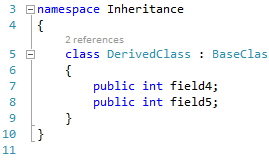 3 namespace Inheritance
4 {
2 references
5 class DerivedClass : BaseClas
6 {
7 public int field4;
8 public int field5;
9 }
10 }
11